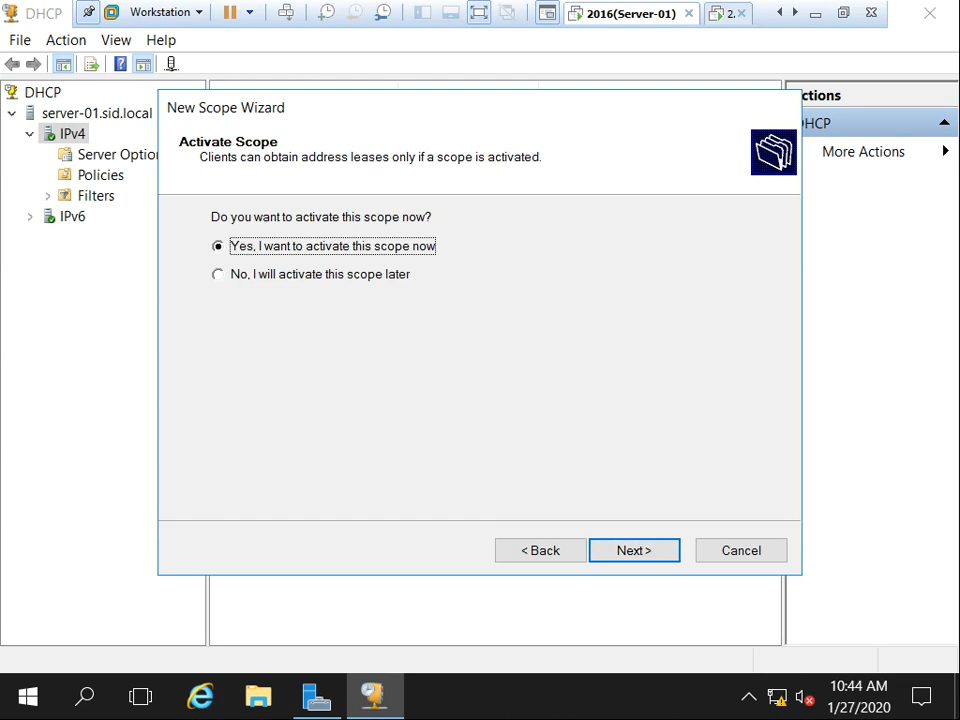 DHCP
Workstation
2016(Server-01)
2.
File Action View Help
DHCP
server-01.sid.local
IPv4
Server Optio
Policies
Filters
IPv6
New Scope Wizard
Activate Scope
Clients can obtain address leases only if a scope is activated.
Do you want to activate this scope now?
Yes, I want to activate this scope now
No, I will activate this scope later
< Back
Next >
Cancel
ctions
HCP
More Actions
10:44 AM
1/27/2020